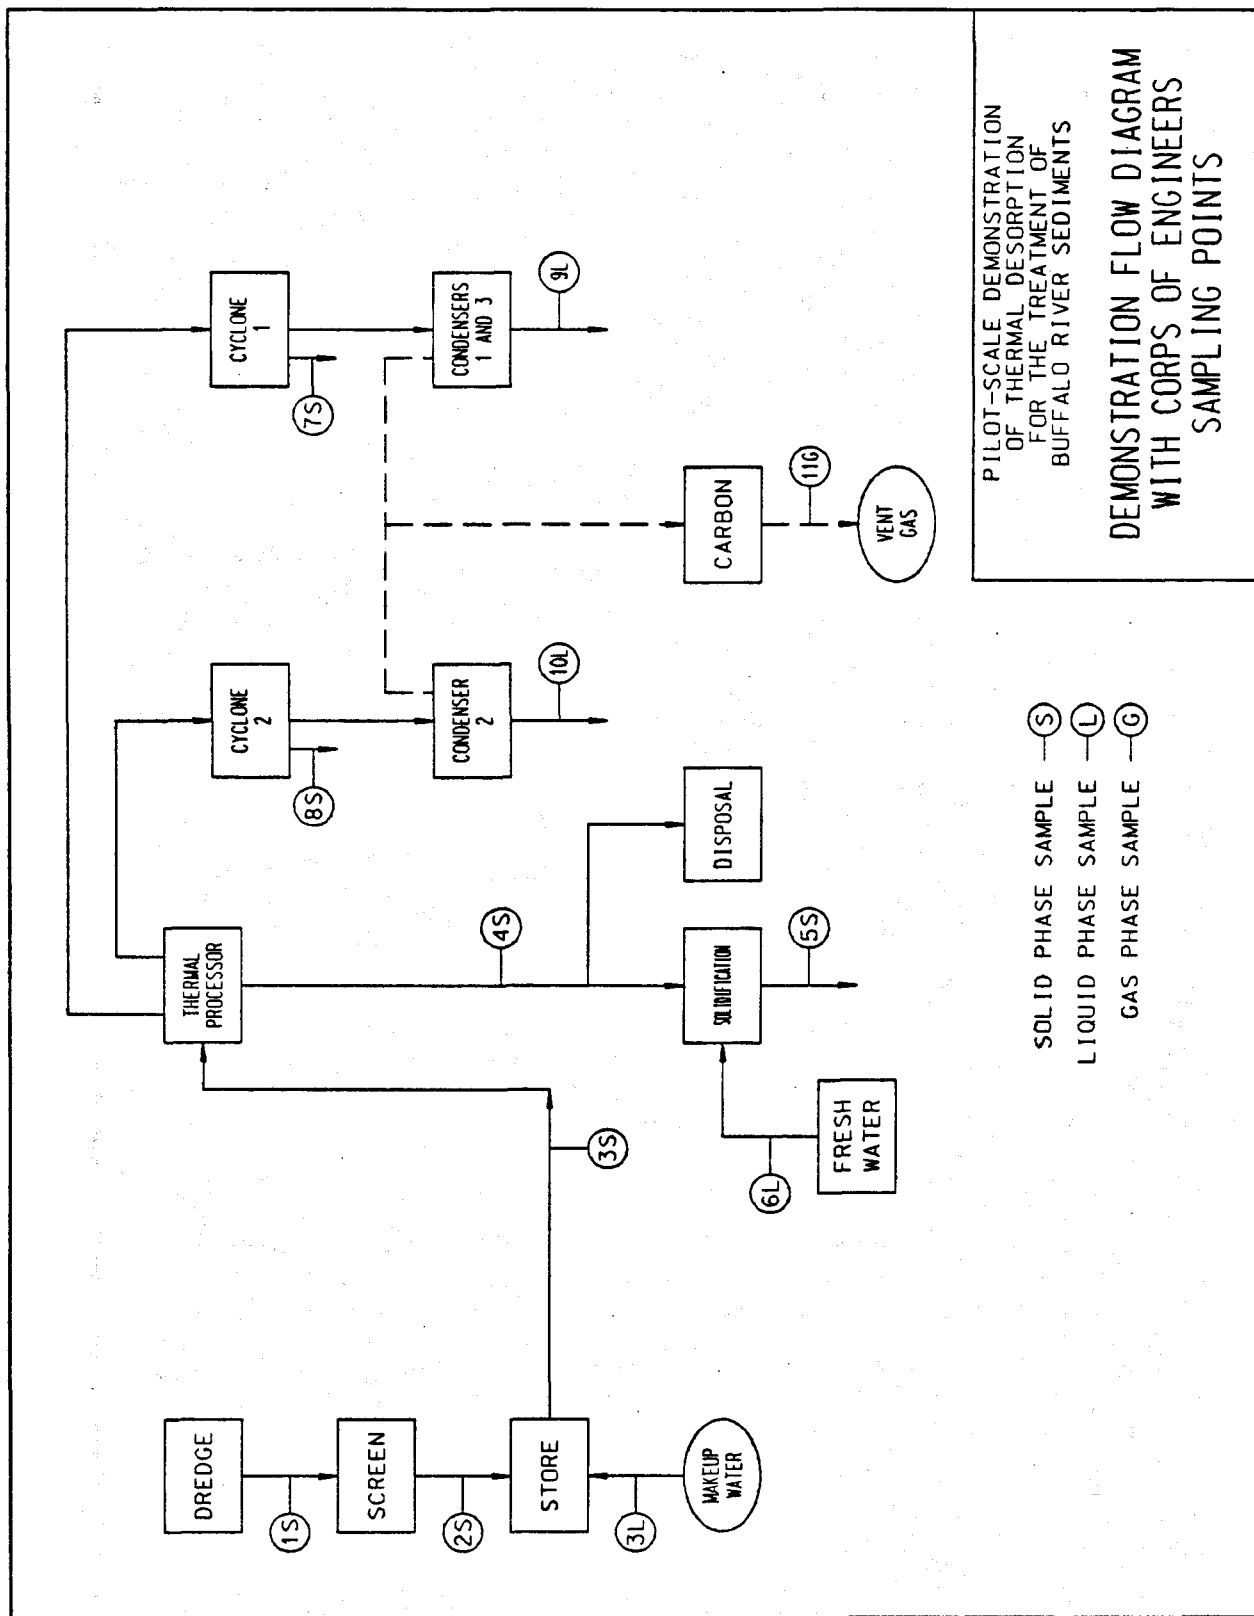 DREDGE
1S
SCREEN
2S
STORE
3L
MAKEUP
WATER
3S
THERMAL
PROCESSOR
4S
SOLIDIFICATION
5S
6L
FRESH
WATER
DISPOSAL
CYCLONE
2
8S
CONDENSER
2
10L
CYCLONE
1
7S
CONDENSERS
1 AND 3
9L
CARBON
11G
VENT
GAS
SOLID PHASE SAMPLE S
LIQUID PHASE SAMPLE L
GAS PHASE SAMPLE G
PILOT-SCALE DEMONSTRATION
OF THERMAL DESORPTION
FOR THE TREATMENT OF
BUFFALO RIVER SEDIMENTS
DEMONSTRATION FLOW DIAGRAM
WITH CORPS OF ENGINEERS
SAMPLING POINTS